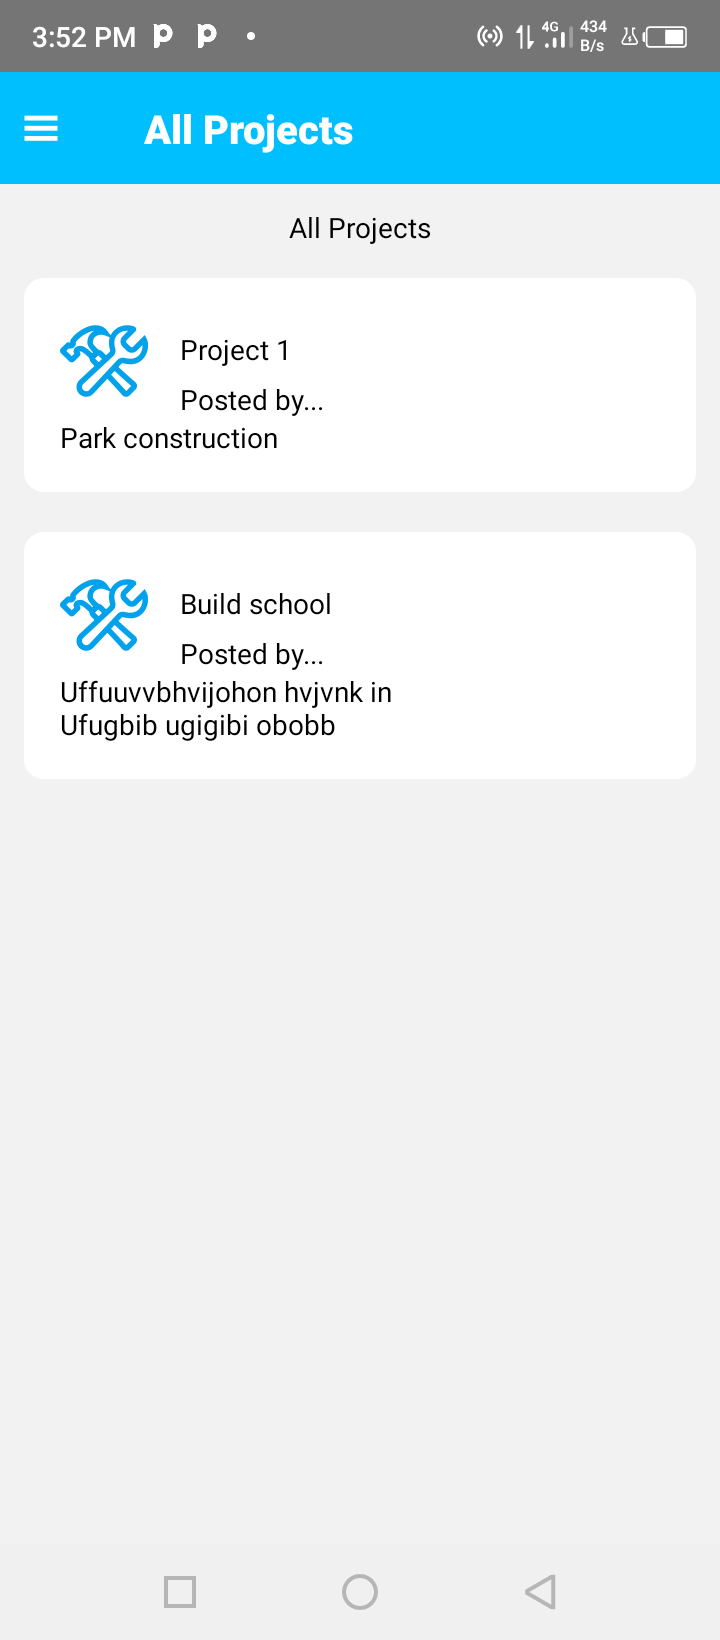 3:52 PM
4G
434
B/s
All Projects
All Projects
Project 1
Posted by...
Park construction
Build school
Posted by...
Uffuuvvbhvijohon hvjvnk in
Ufugbib ugigibi obobb